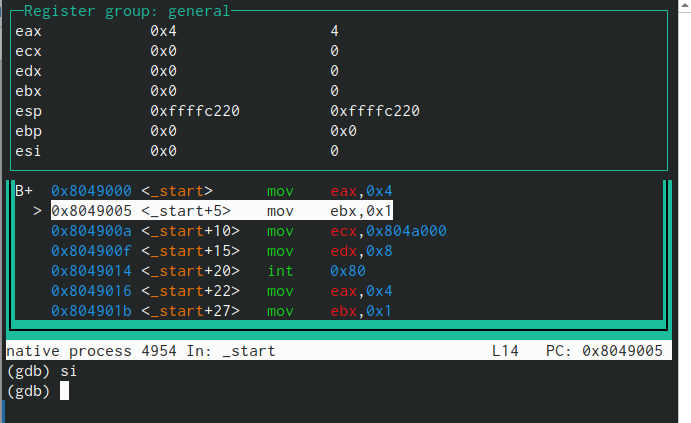 Register group: general
eax 0x4 4
ecx 0x0 0
edx 0x0 0
ebx 0x0 0
esp 0xffffc220 0xffffc220
ebp 0x0 0x0
esi 0x0 0
B+ 0x8049000 <_start> mov eax,0x4
> 0x8049005 <_start+5> mov ebx,0x1
0x804900a <_start+10> mov ecx,0x804a000
0x804900f <_start+15> mov edx,0x8
0x8049014 <_start+20> int 0x80
0x8049016 <_start+22> mov eax,0x4
0x804901b <_start+27> mov ebx,0x1
native process 4954 In: _start L14 PC: 0x8049005
(gdb) si
(gdb)